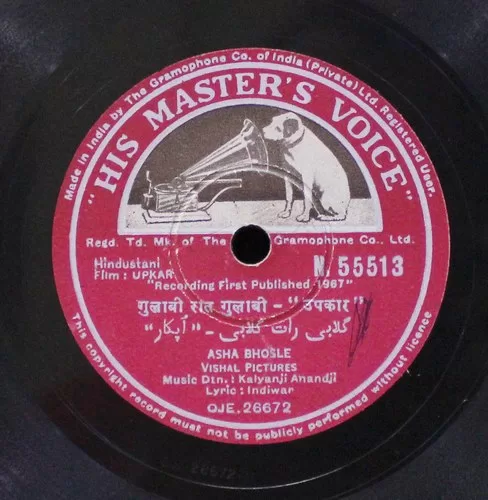 Made in India by The Gramophone Co. of India (Private) Ltd. Registered User.
"HIS MASTER'S VOICE"
Regd. Td. Mk. of The Gramophone Co., Ltd.
Hindustani
Film : UPKAR
N. 55513
"Recording First Published-1967"
गुलाबी रात गुलाबी - "उपकार"
گلابی رات گلابی - "اُپکار"
ASHA BHOSLE
VISHAL PICTURES
Music Dtn. : Kalyanji Anandji
Lyric : Indiwar
OJE. 26672
This copyright record must not be publicly performed without licence
26672